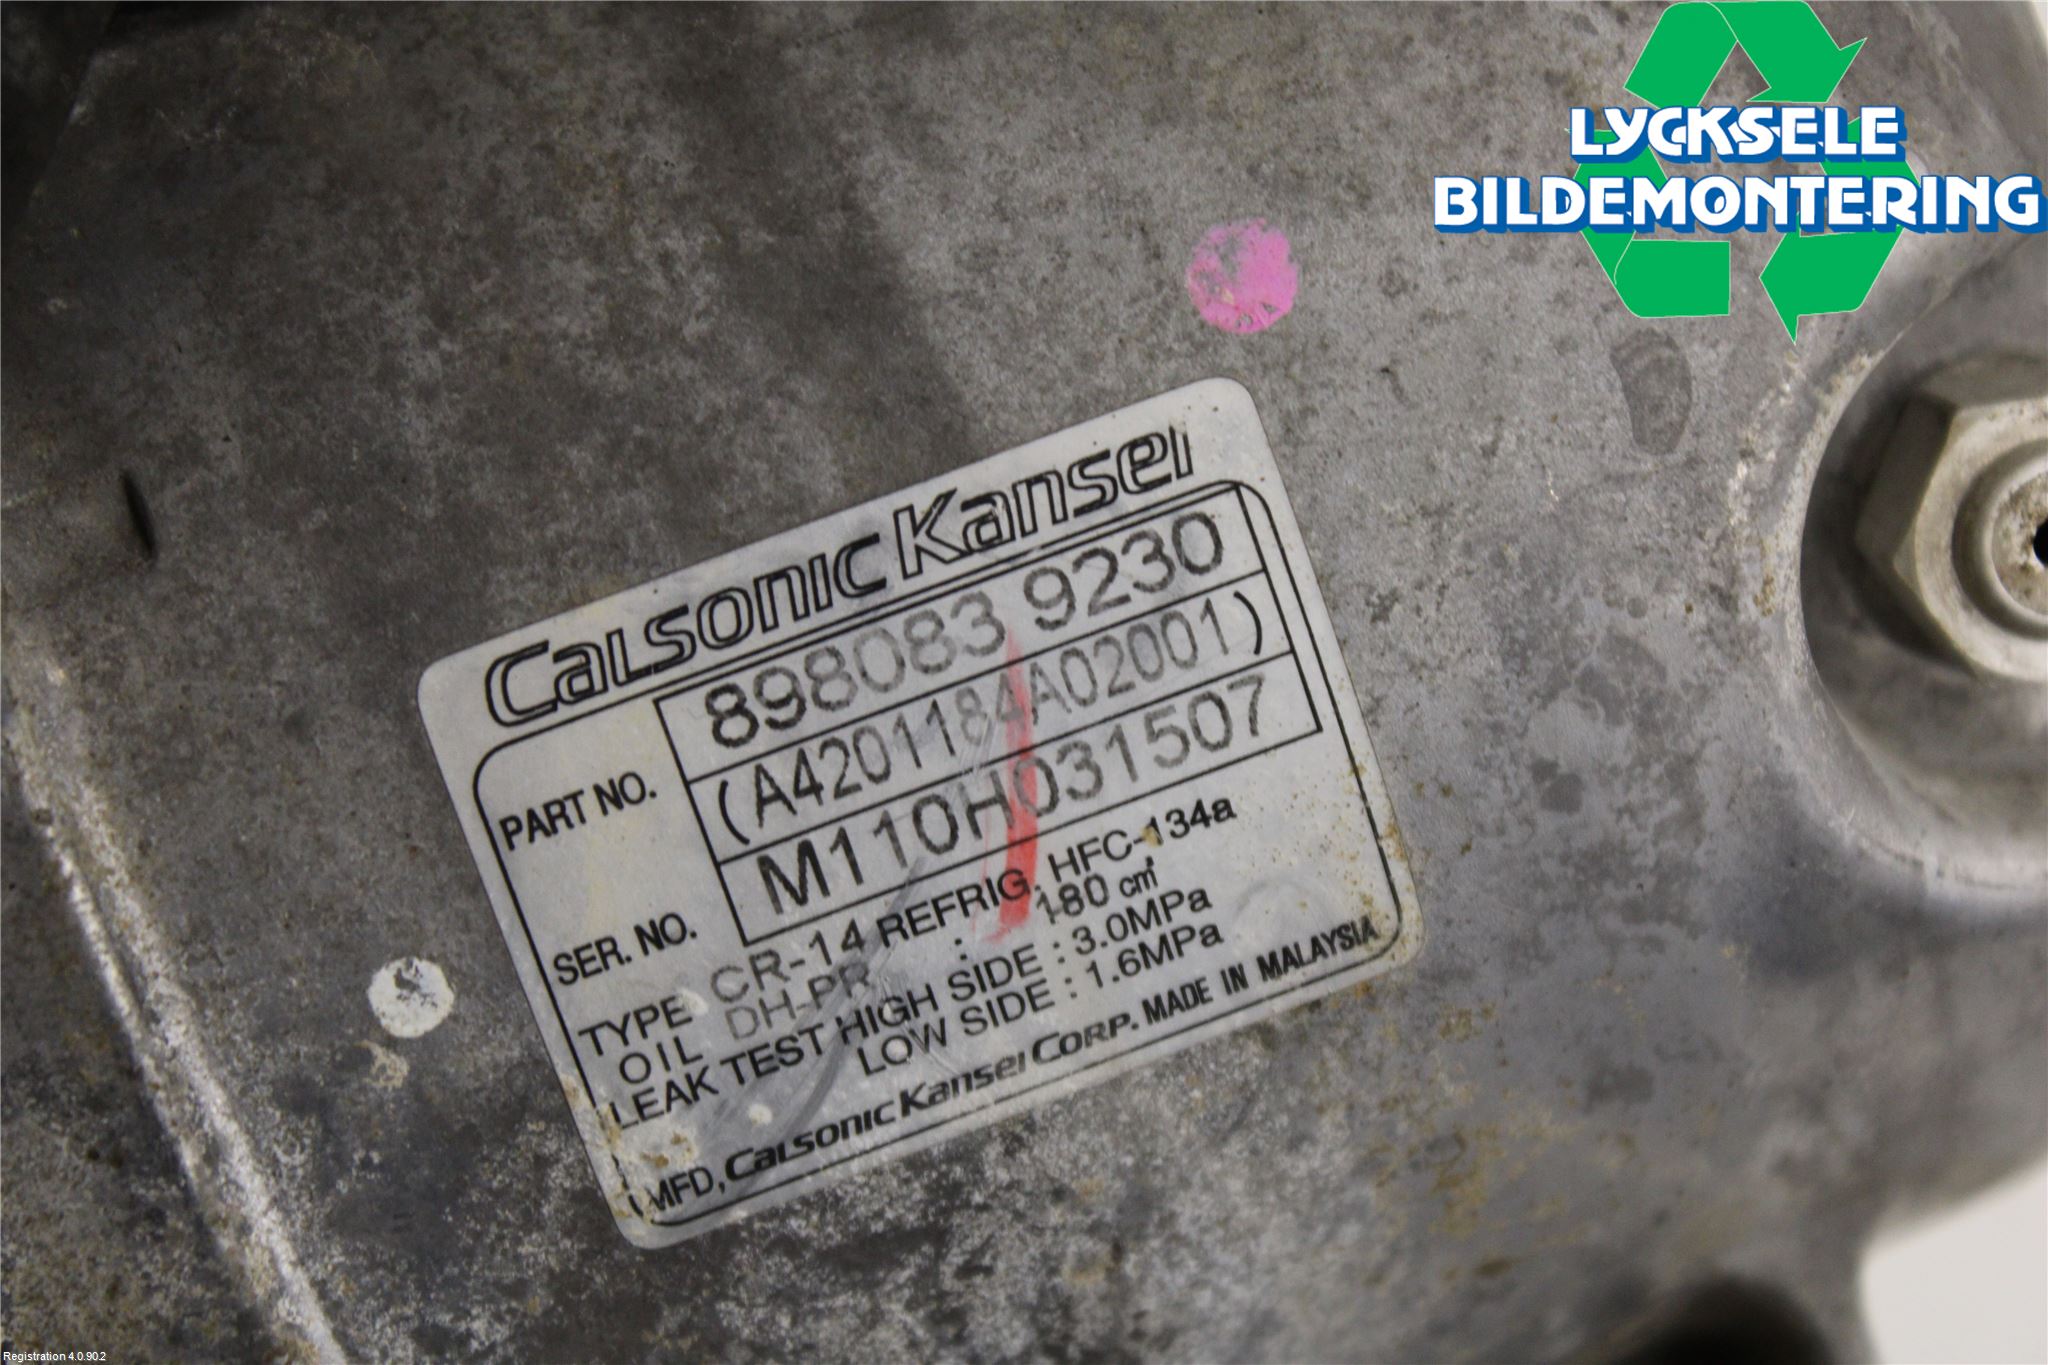 LYCKSELE
BILDEMONTERING
Calsonic Kansei
PART NO. 898083 9230
(A4201184A02001)
SER. NO. M110H031507
TYPE CR-14 REFRIG. HFC-134a
OIL DH-PR : 180 cm³
LEAK TEST HIGH SIDE : 3.0MPa
LOW SIDE : 1.6MPa
MFD, Calsonic Kansei Corp. MADE IN MALAYSIA
Registration 4.0.90.2